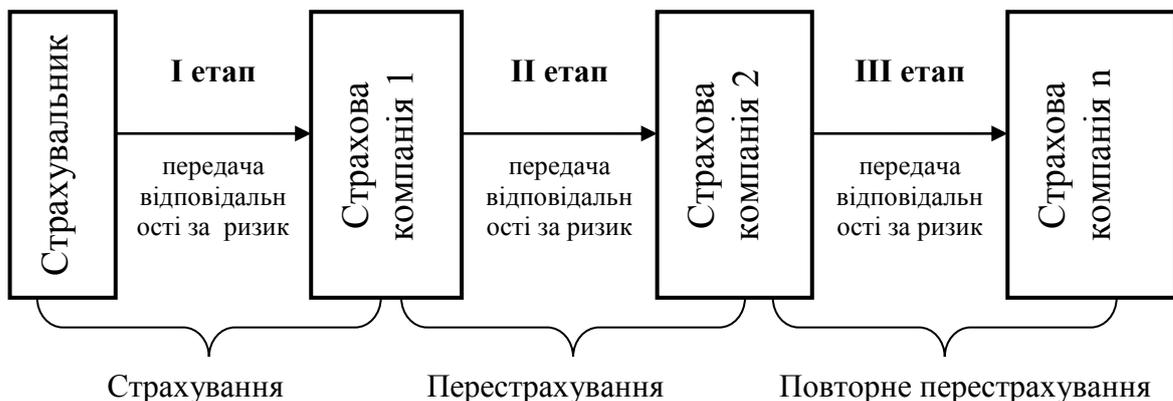 Страхувальник
І етап
передача
відповідальн
ості за ризик
Страхова
компанія 1
ІІ етап
передача
відповідальн
ості за ризик
Страхова
компанія 2
ІІІ етап
передача
відповідальн
ості за ризик
Страхова
компанія n
Страхування
Перестрахування
Повторне перестрахування